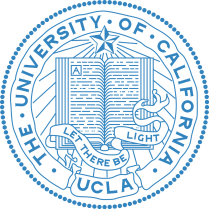 · THE · UNIVERSITY · OF · CALIFORNIA ·
A
LET THERE BE
LIGHT
UCLA